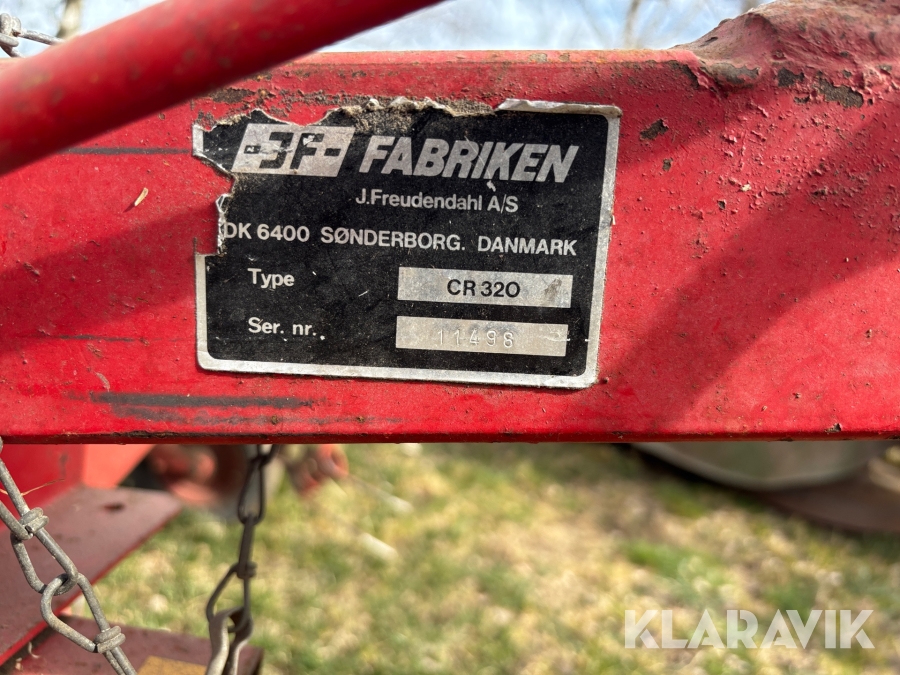 JF FABRIKEN
J.Freudendahl A/S
DK 6400 SØNDERBORG. DANMARK
Type CR 320
Ser. nr. 11498
KLARAVIK